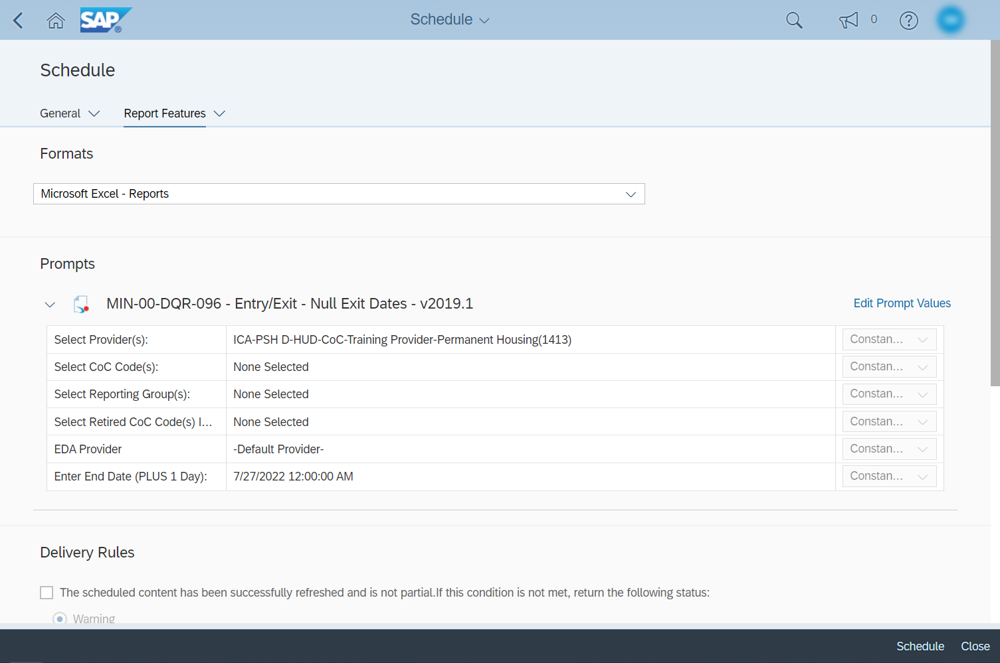 SAP®
Schedule
0
Schedule
General
Report Features
Formats
Microsoft Excel - Reports
Prompts
MIN-00-DQR-096 - Entry/Exit - Null Exit Dates - v2019.1
Edit Prompt Values
Select Provider(s): ICA-PSH D-HUD-CoC-Training Provider-Permanent Housing(1413) Constan...
Select CoC Code(s): None Selected Constan...
Select Reporting Group(s): None Selected Constan...
Select Retired CoC Code(s) I... None Selected Constan...
EDA Provider -Default Provider- Constan...
Enter End Date (PLUS 1 Day): 7/27/2022 12:00:00 AM Constan...
Delivery Rules
The scheduled content has been successfully refreshed and is not partial.If this condition is not met, return the following status:
Warning
Schedule Close